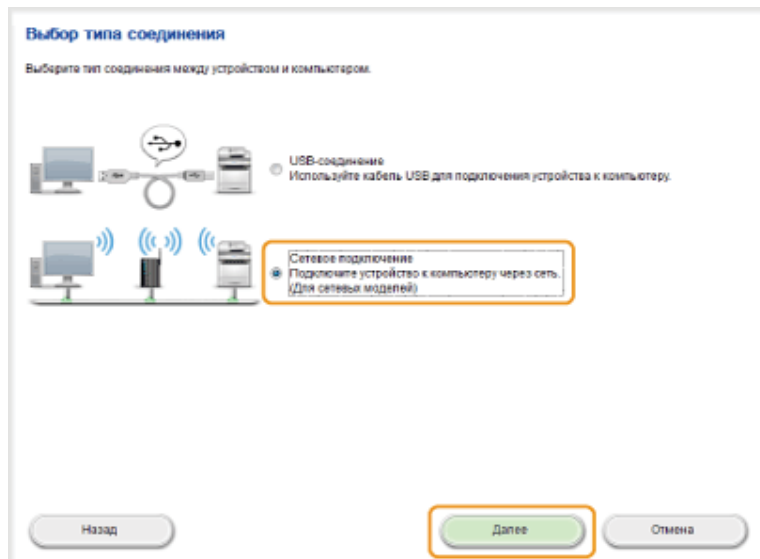 Выбор типа соединения
Выберите тип соединения между устройством и компьютером.
USB-соединение
Используйте кабель USB для подключения устройства к компьютеру.
Сетевое подключение
Подключите устройство к компьютеру через сеть.
(Для сетевых моделей)
Назад
Далее
Отмена